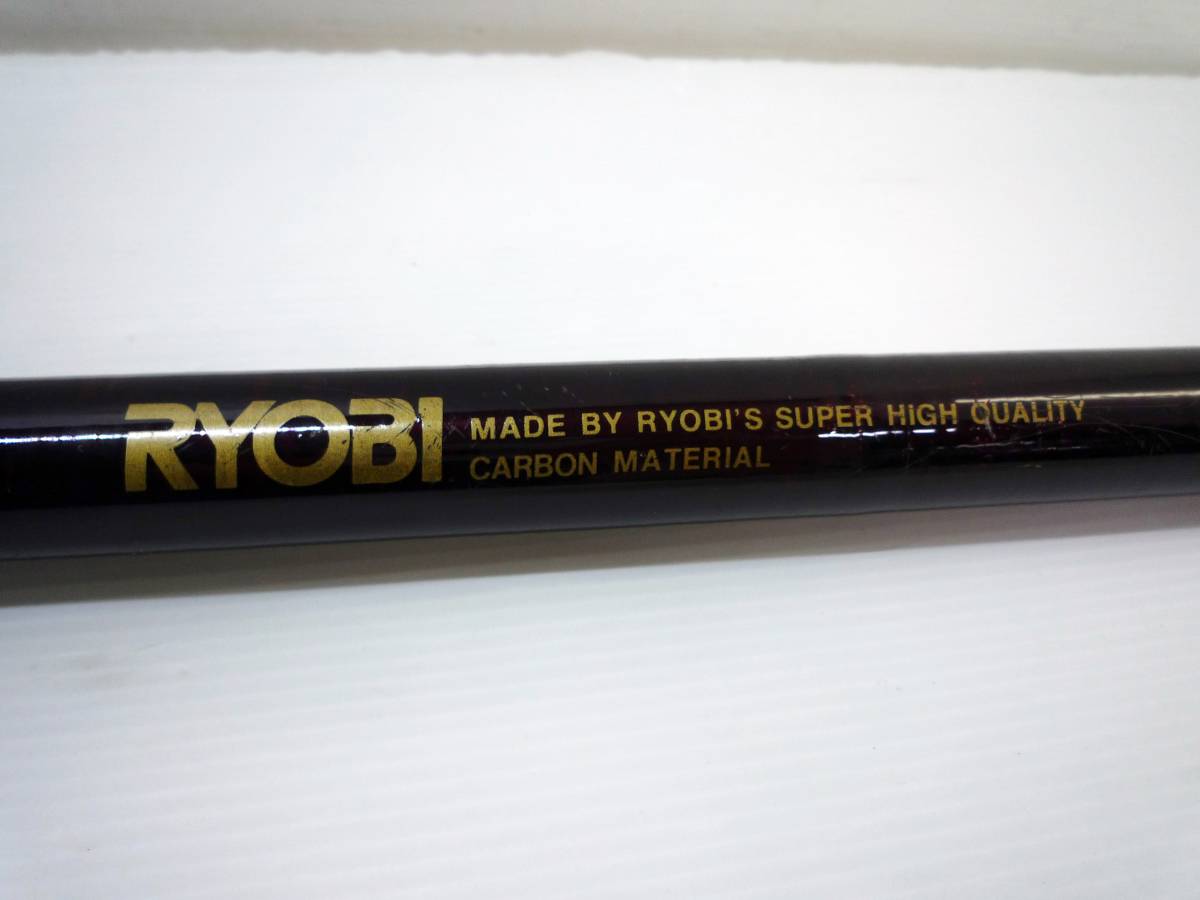 RYOBI
MADE BY RYOBI'S SUPER HiGH QUALITY
CARBON MATERIAL